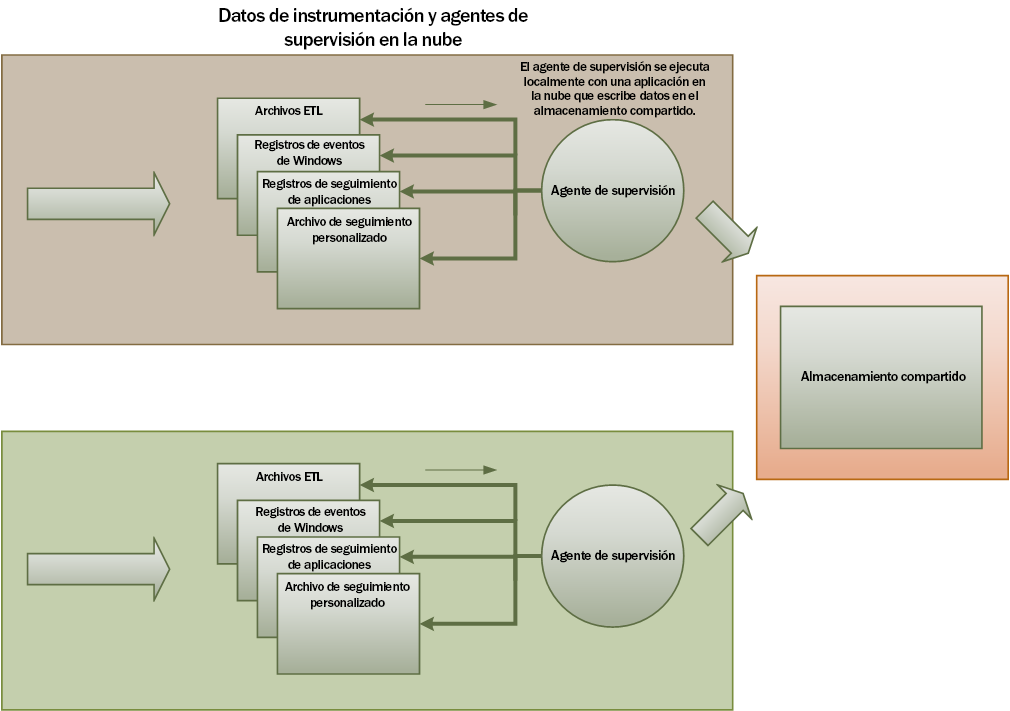 Datos de instrumentación y agentes de
supervisión en la nube
El agente de supervisión se ejecuta
localmente con una aplicación en
la nube que escribe datos en el
almacenamiento compartido.
Archivos ETL
Registros de eventos
de Windows
Registros de seguimiento
de aplicaciones
Archivo de seguimiento
personalizado
Agente de supervisión
Almacenamiento compartido
Archivos ETL
Registros de eventos
de Windows
Registros de seguimiento
de aplicaciones
Archivo de seguimiento
personalizado
Agente de supervisión